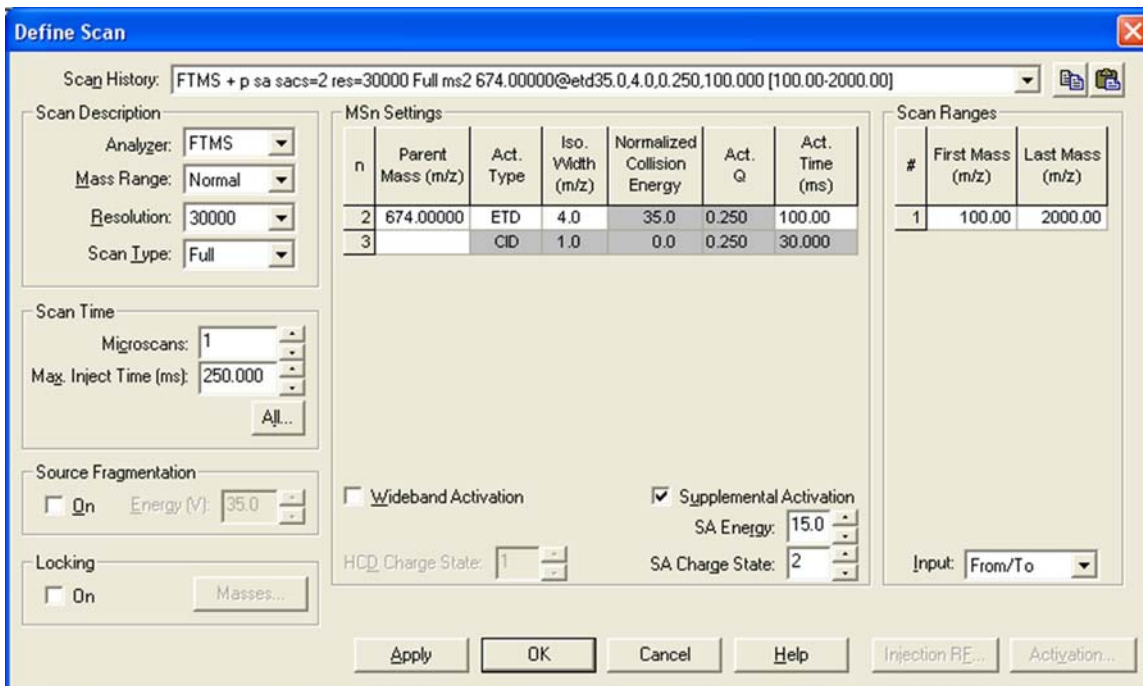 Define Scan
Scan History: FTMS + p sa sacs=2 res=30000 Full ms2 674.00000@etd35.0,4.0,0.250,100.000 [100.00-2000.00]
Scan Description
Analyzer: FTMS
Mass Range: Normal
Resolution: 30000
Scan Type: Full
Scan Time
Microscans: 1
Max. Inject Time (ms): 250.000
All...
Source Fragmentation
On Energy (V): 35.0
Locking
On Masses...
MSn Settings
n Parent Mass (m/z) Act. Type Iso. Width (m/z) Normalized Collision Energy Act. Q Act. Time (ms)
2 674.00000 ETD 4.0 35.0 0.250 100.00
3 CID 1.0 0.0 0.250 30.000
Wideband Activation
Supplemental Activation
SA Energy: 15.0
HCD Charge State: 1
SA Charge State: 2
Scan Ranges
# First Mass (m/z) Last Mass (m/z)
1 100.00 2000.00
Input: From/To
Apply OK Cancel Help Injection RF... Activation...